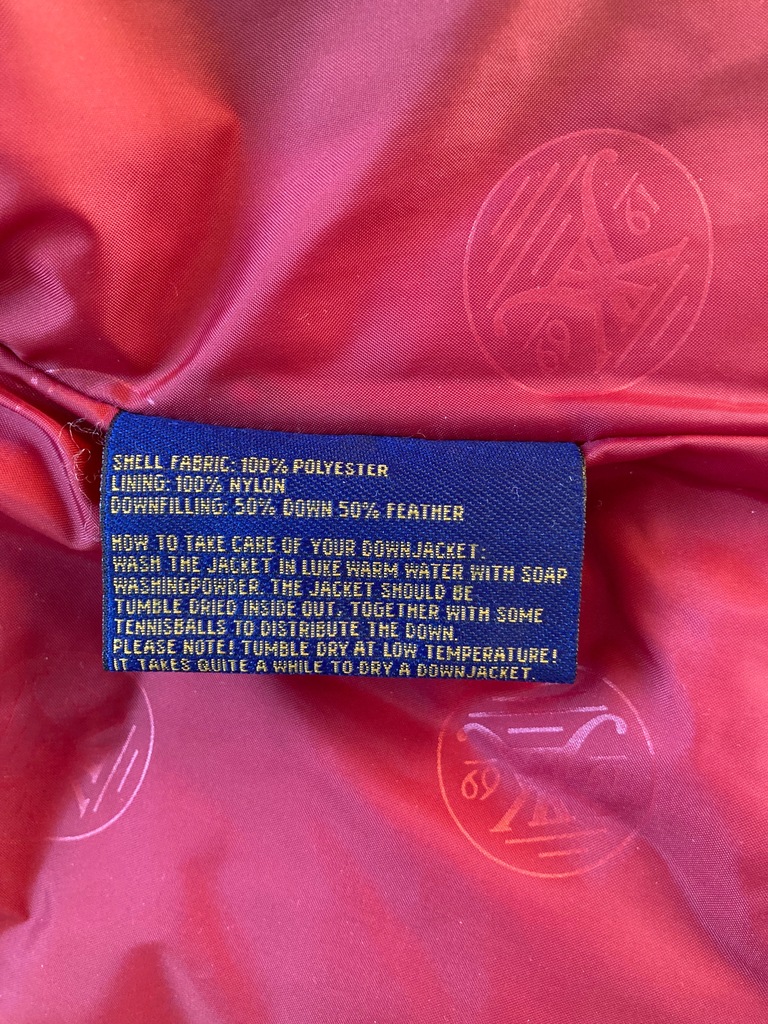 19
69
SHELL FABRIC: 100% POLYESTER
LINING: 100% NYLON
DOWNFILLING: 50% DOWN 50% FEATHER
HOW TO TAKE CARE OF YOUR DOWNJACKET:
WASH THE JACKET IN LUKE WARM WATER WITH SOAP
WASHINGPOWDER. THE JACKET SHOULD BE
TUMBLE DRIED INSIDE OUT. TOGETHER WITH SOME
TENNISBALLS TO DISTRIBUTE THE DOWN.
PLEASE NOTE! TUMBLE DRY AT LOW TEMPERATURE!
IT TAKES QUITE A WHILE TO DRY A DOWNJACKET.
69